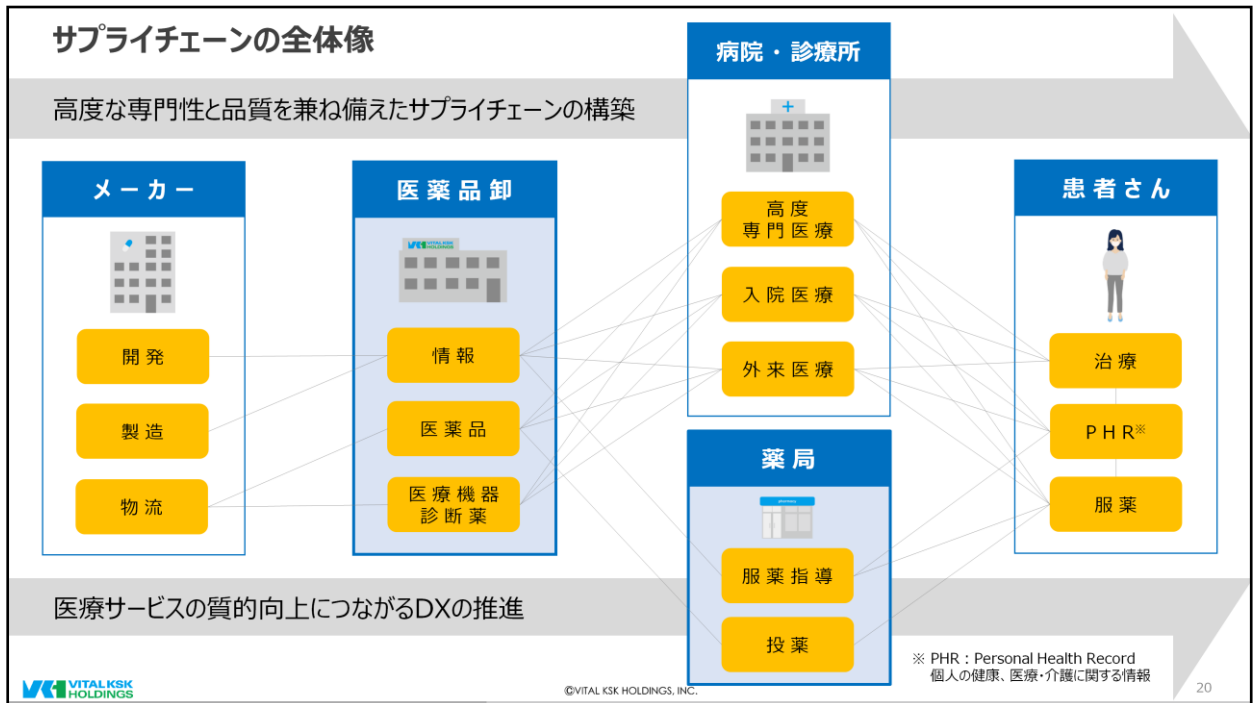 サプライチェーンの全体像
高度な専門性と品質を兼ね備えたサプライチェーンの構築
メーカー
開発
製造
物流
医薬品卸
VITAL KSK
HOLDINGS
情報
医薬品
医療機器
診断薬
病院・診療所
高度
専門医療
入院医療
外来医療
薬局
pharmacy
服薬指導
投薬
患者さん
治療
PHR※
服薬
医療サービスの質的向上につながるDXの推進
※ PHR：Personal Health Record
個人の健康、医療・介護に関する情報
VITAL KSK
HOLDINGS
©VITAL KSK HOLDINGS, INC.
20